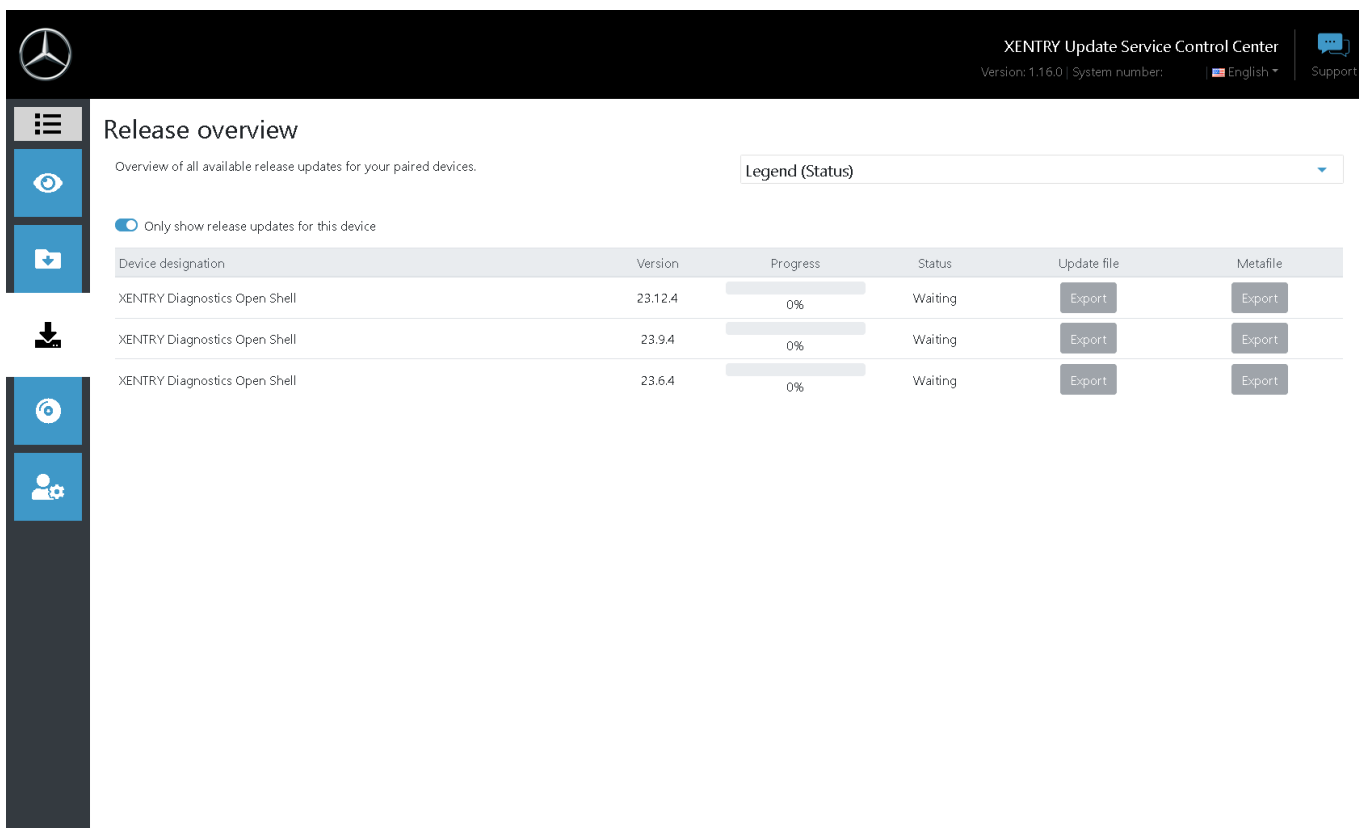 XENTRY Update Service Control Center
Version: 1.16.0 | System number: | English
Support
Release overview
Overview of all available release updates for your paired devices.
Legend (Status)
Only show release updates for this device
Device designation Version Progress Status Update file Metafile
XENTRY Diagnostics Open Shell 23.12.4 0% Waiting Export Export
XENTRY Diagnostics Open Shell 23.9.4 0% Waiting Export Export
XENTRY Diagnostics Open Shell 23.6.4 0% Waiting Export Export